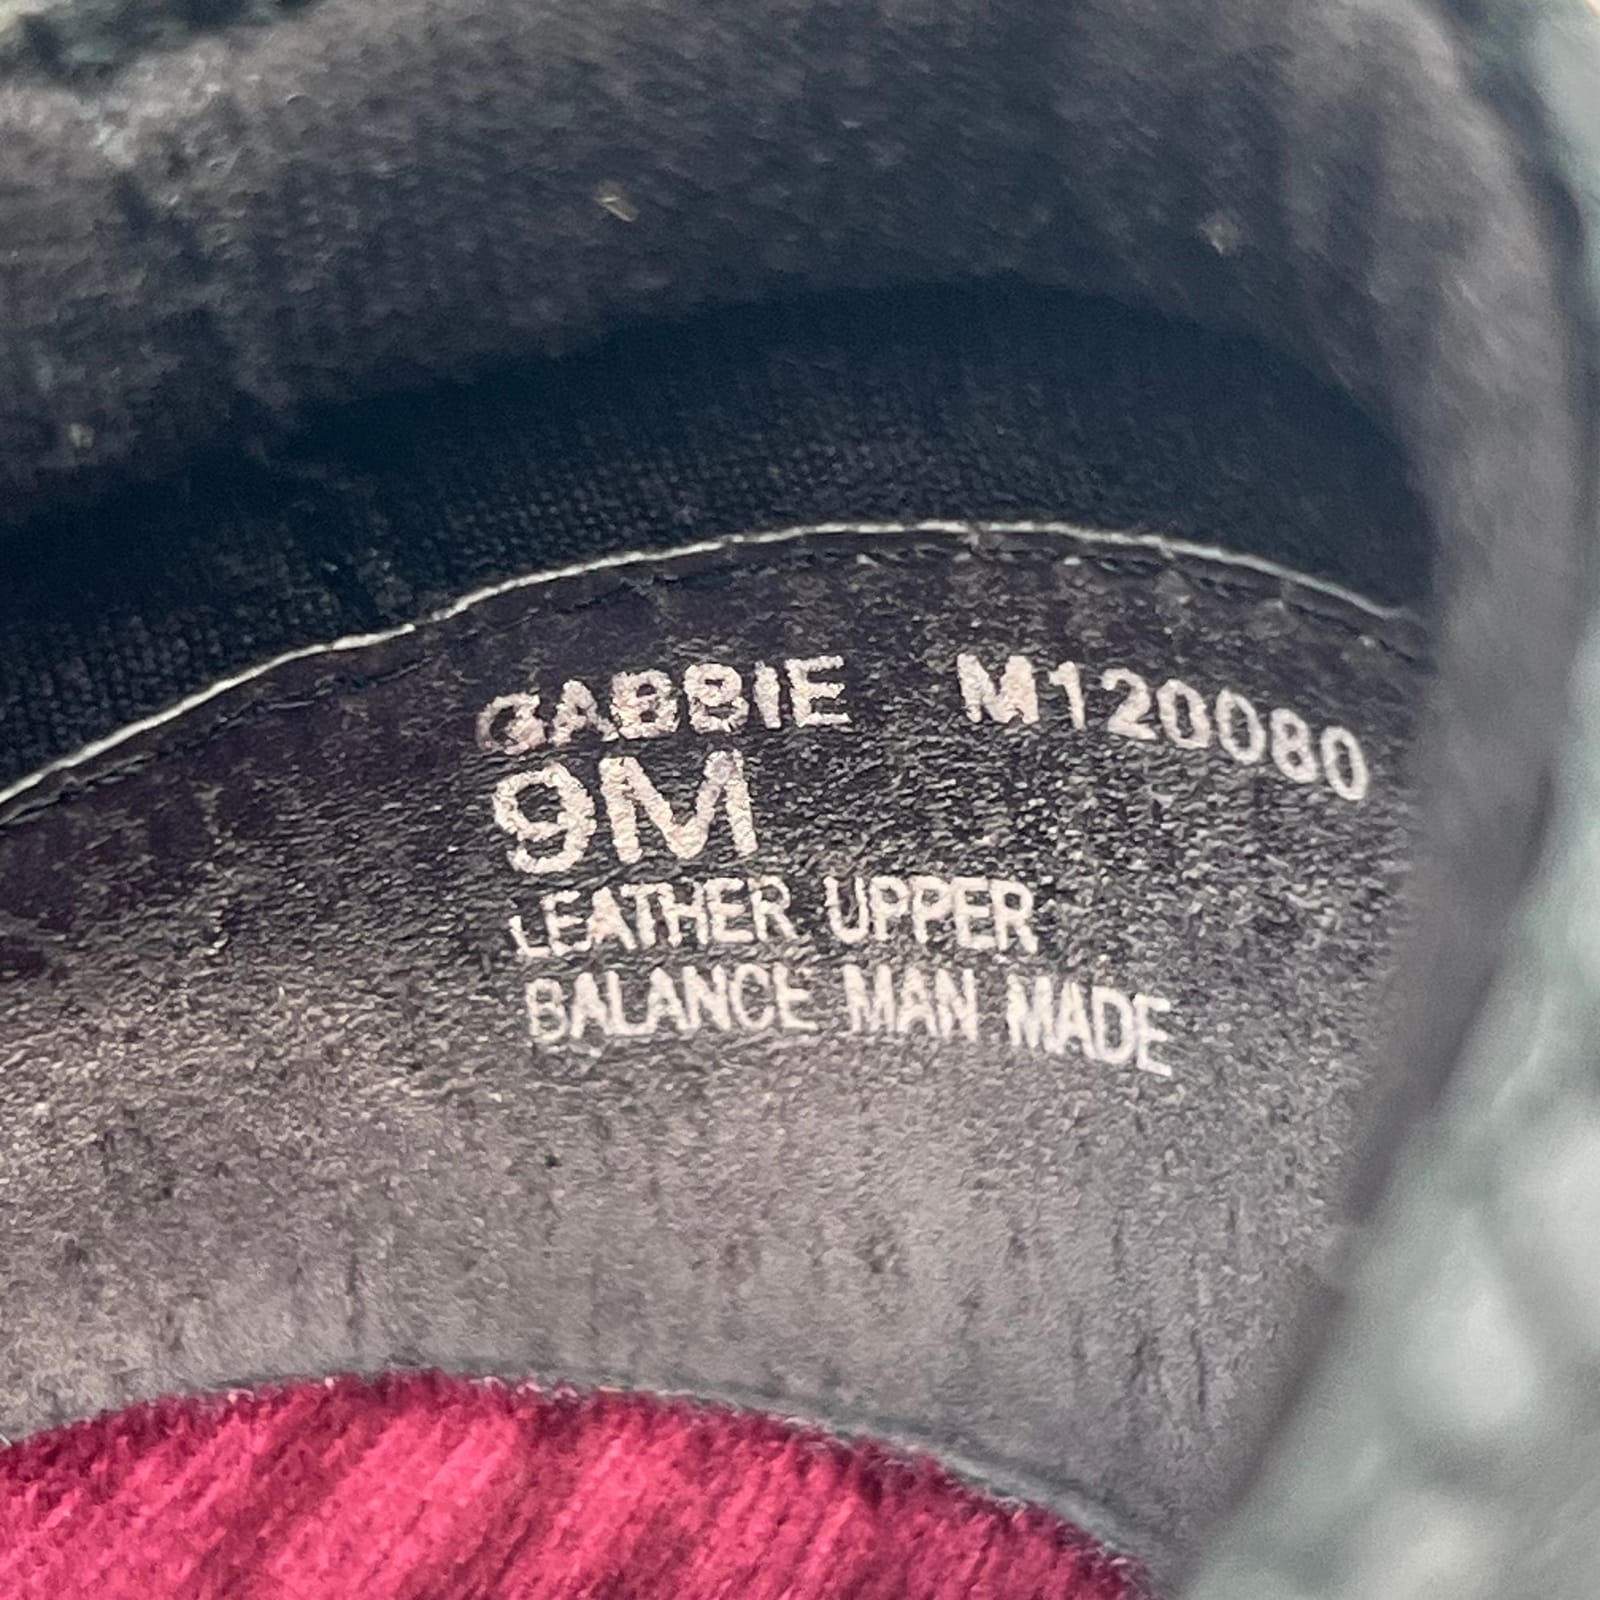 GABBIE M120080
9M
LEATHER UPPER
BALANCE MAN MADE